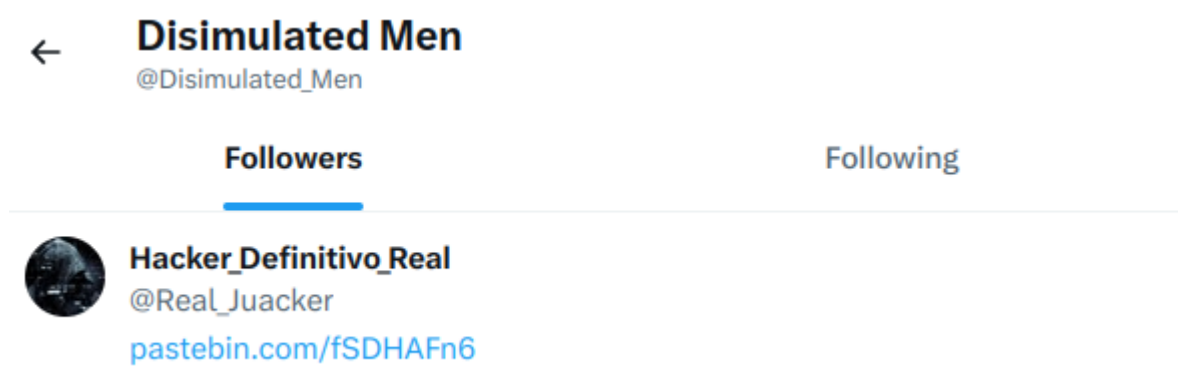 Disimulated Men
@Disimulated_Men
Followers
Following
Hacker_Definitivo_Real
@Real_Juacker
pastebin.com/fSDHAFn6